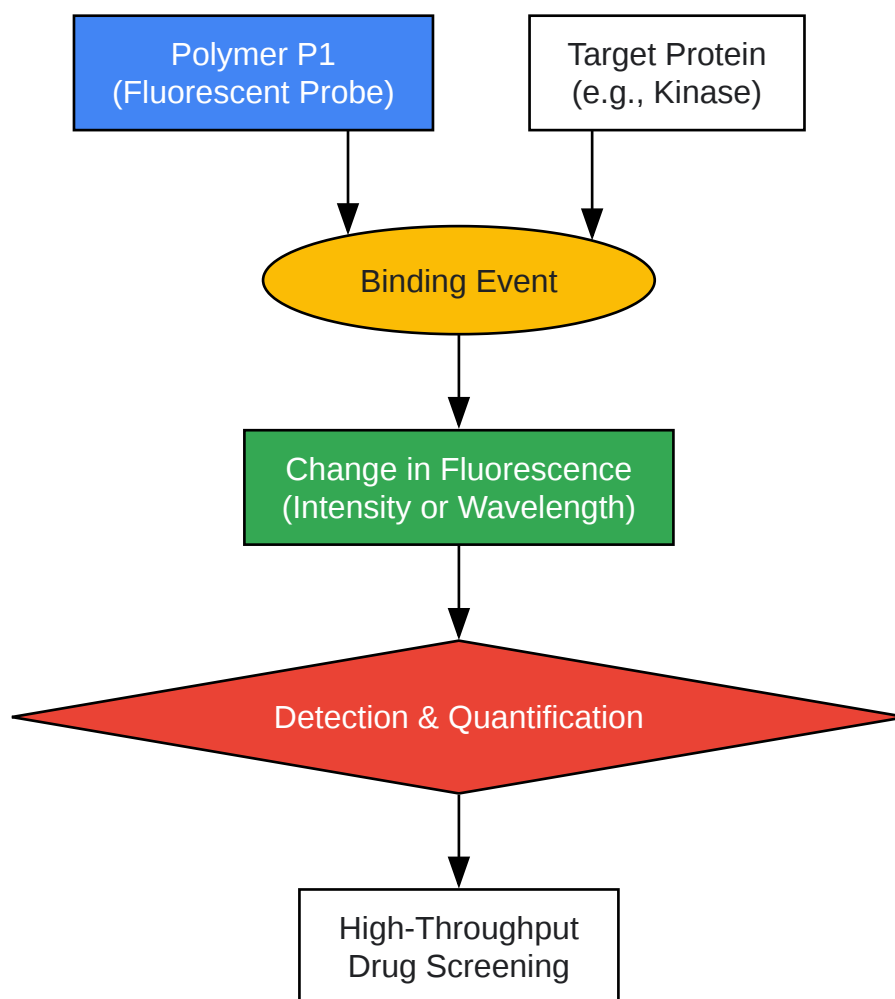 Polymer P1
(Fluorescent Probe)
Target Protein
(e.g., Kinase)
Binding Event
Change in Fluorescence
(Intensity or Wavelength)
Detection & Quantification
High-Throughput
Drug Screening